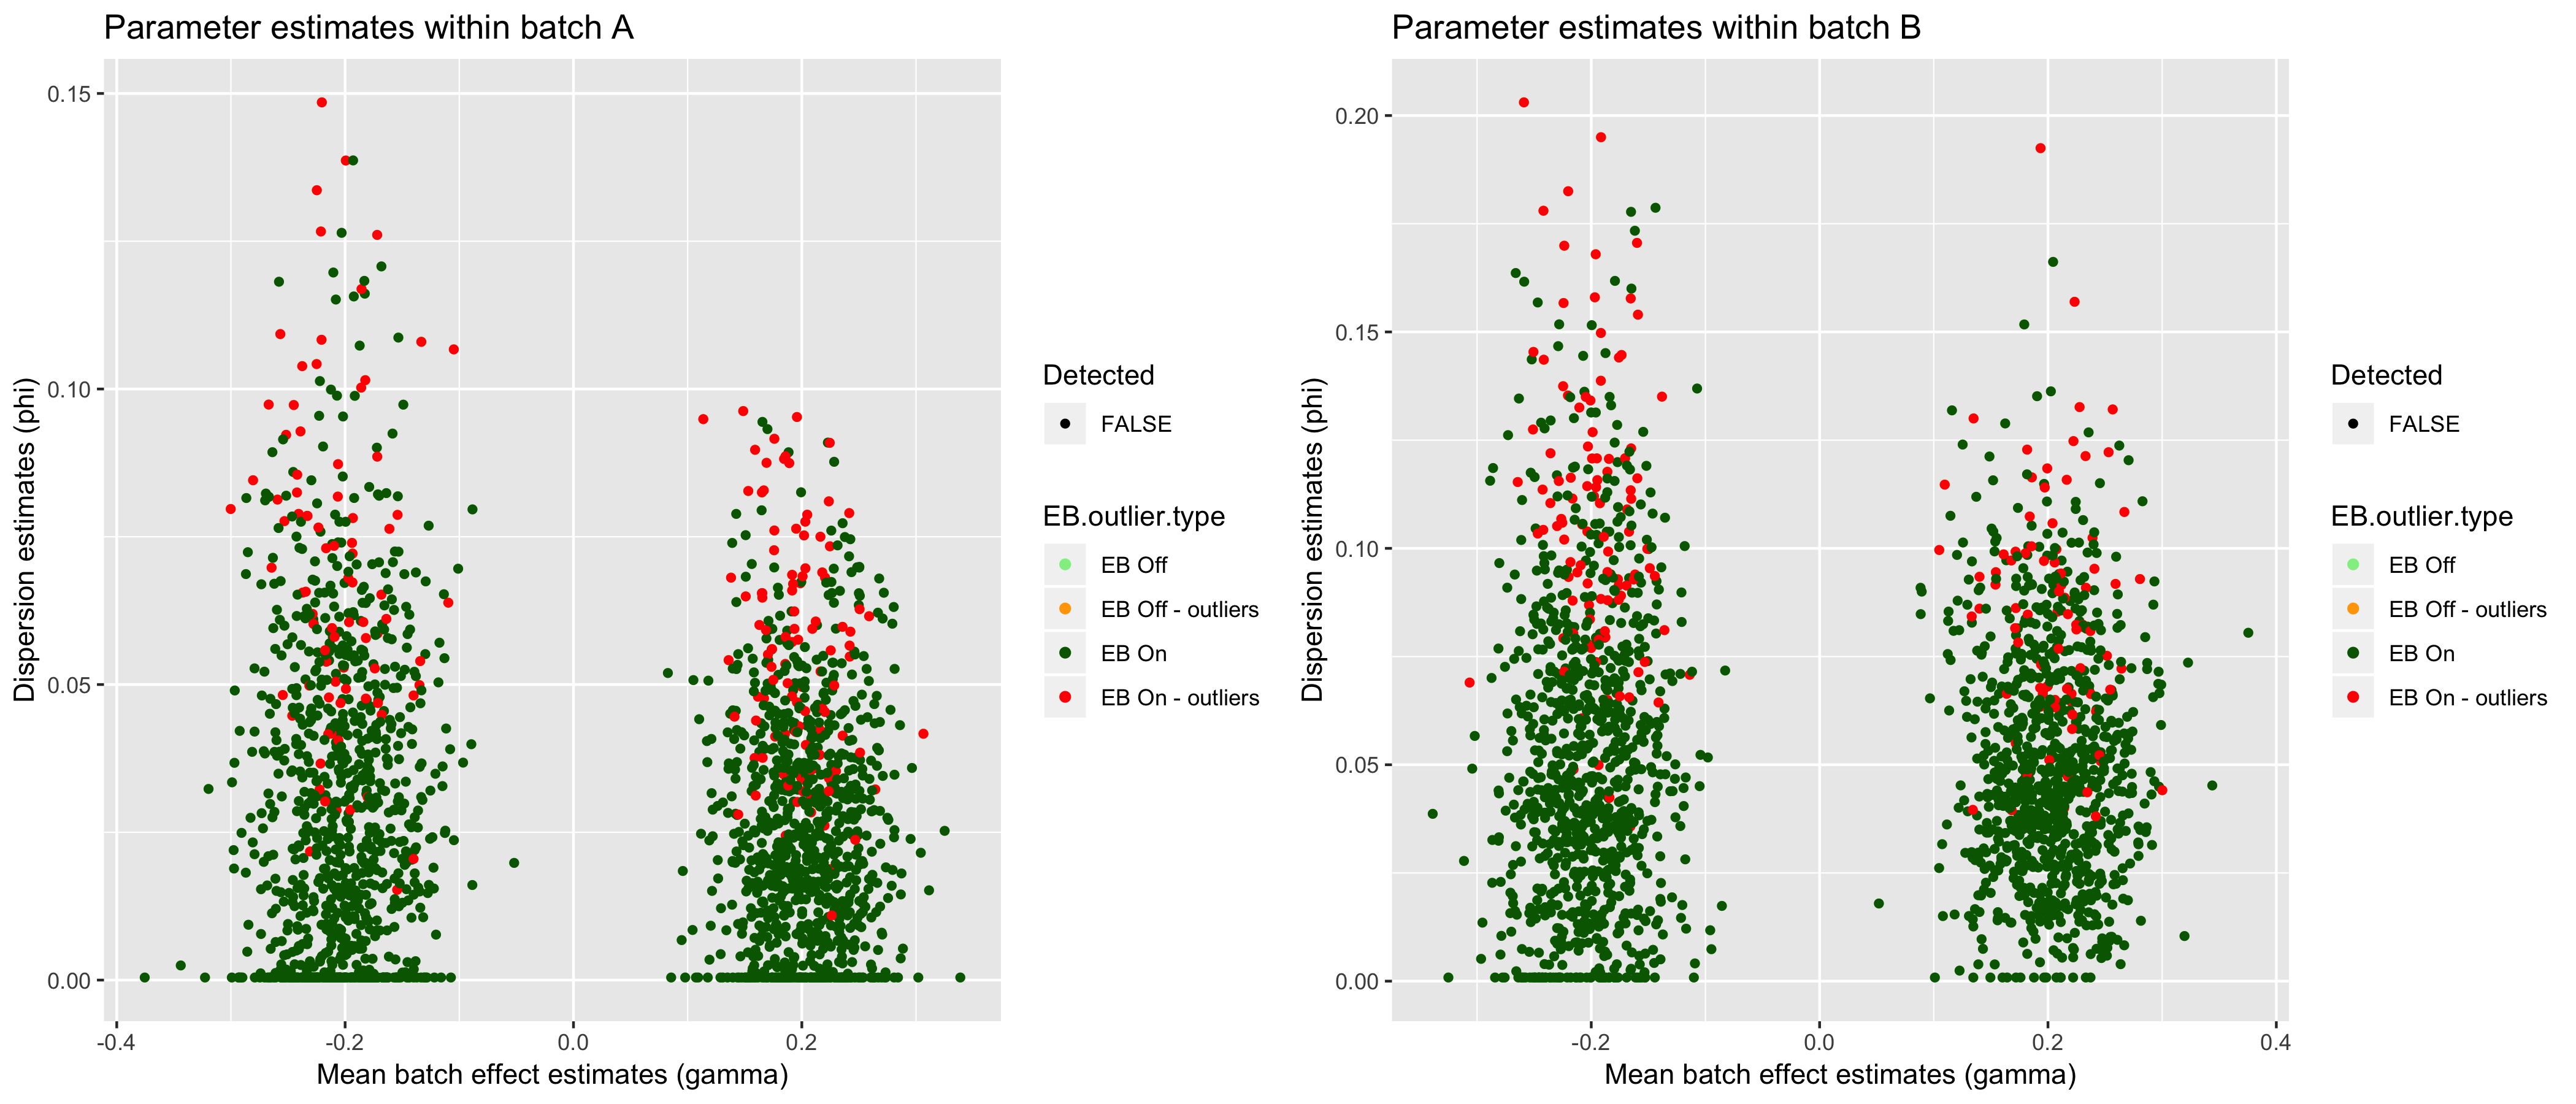 Parameter estimates within batch A
Dispersion estimates (phi)
0.15
0.10
0.05
0.00
-0.4
-0.2
0.0
0.2
Mean batch effect estimates (gamma)
Detected
FALSE
EB.outlier.type
EB Off
EB Off - outliers
EB On
EB On - outliers
Parameter estimates within batch B
Dispersion estimates (phi)
0.20
0.15
0.10
0.05
0.00
-0.2
0.0
0.2
0.4
Mean batch effect estimates (gamma)
Detected
FALSE
EB.outlier.type
EB Off
EB Off - outliers
EB On
EB On - outliers